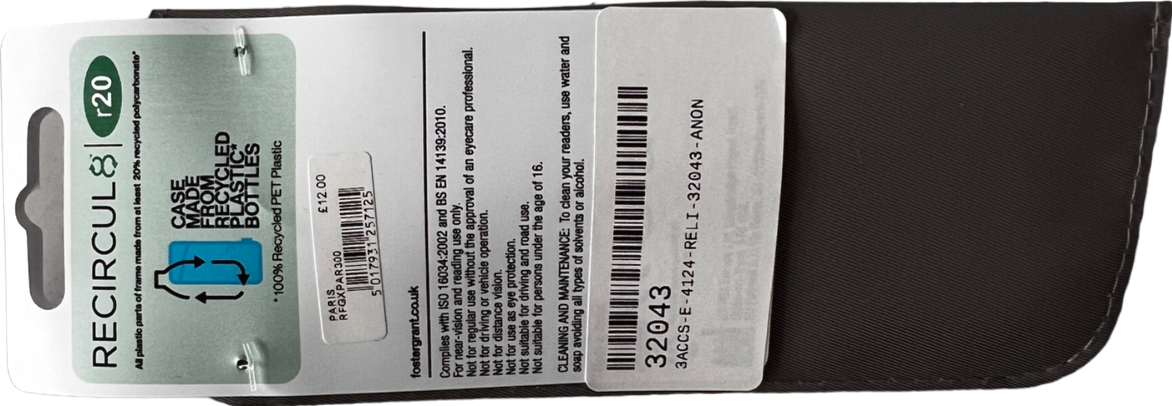 RECIRCUL8 r20
All plastic parts of frame made from at least 20% recycled polycarbonate*
CASE
MADE
FROM
RECYCLED
PLASTIC*
BOTTLES
*100% Recycled PET Plastic
£12.00
PARIS
RFGXPAR300
5 017931 257125
fostergrant.co.uk
Complies with ISO 16034:2002 and BS EN 14139:2010.
For near-vision and reading use only.
Not for regular use without the approval of an eyecare professional.
Not for driving or vehicle operation.
Not for distance vision.
Not for use as eye protection.
Not suitable for driving and road use.
Not suitable for persons under the age of 16.
CLEANING AND MAINTENANCE: To clean your readers, use water and
soap avoiding all types of solvents or alcohol.
32043
3ACCS-E-4124-RELI-32043-ANON